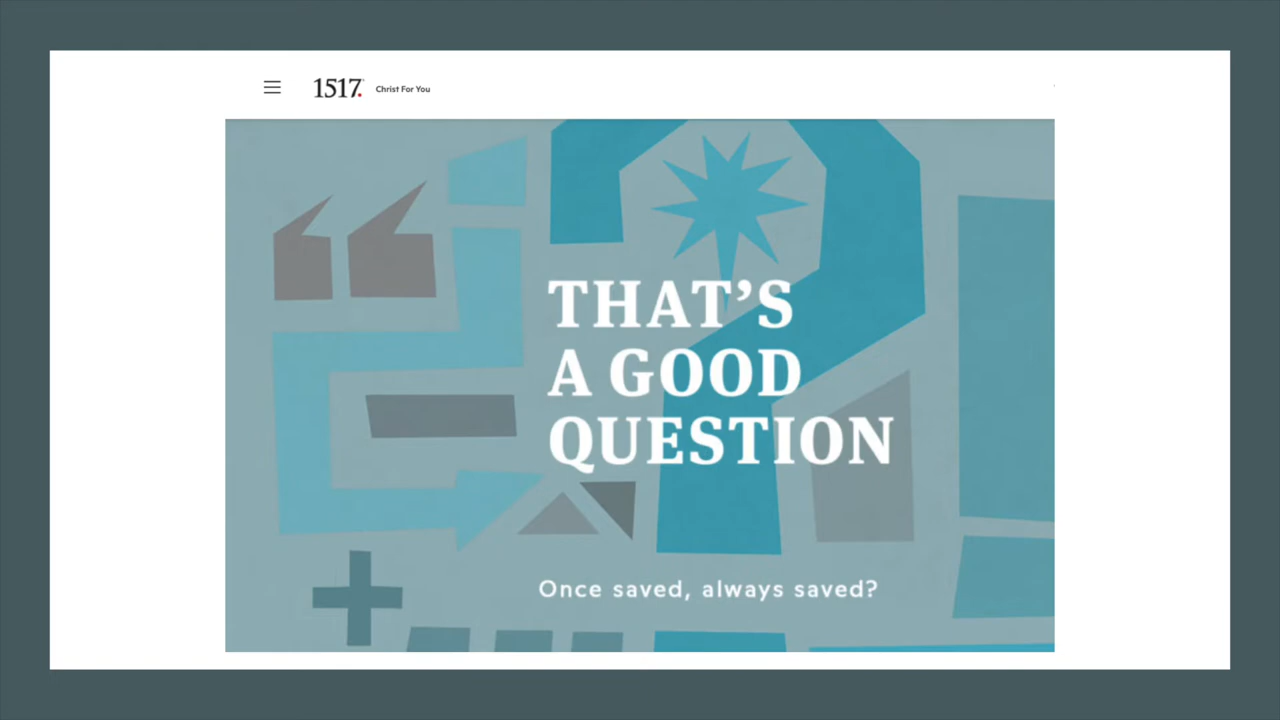 1517.
Christ For You
THAT'S
A GOOD
QUESTION
Once saved, always saved?